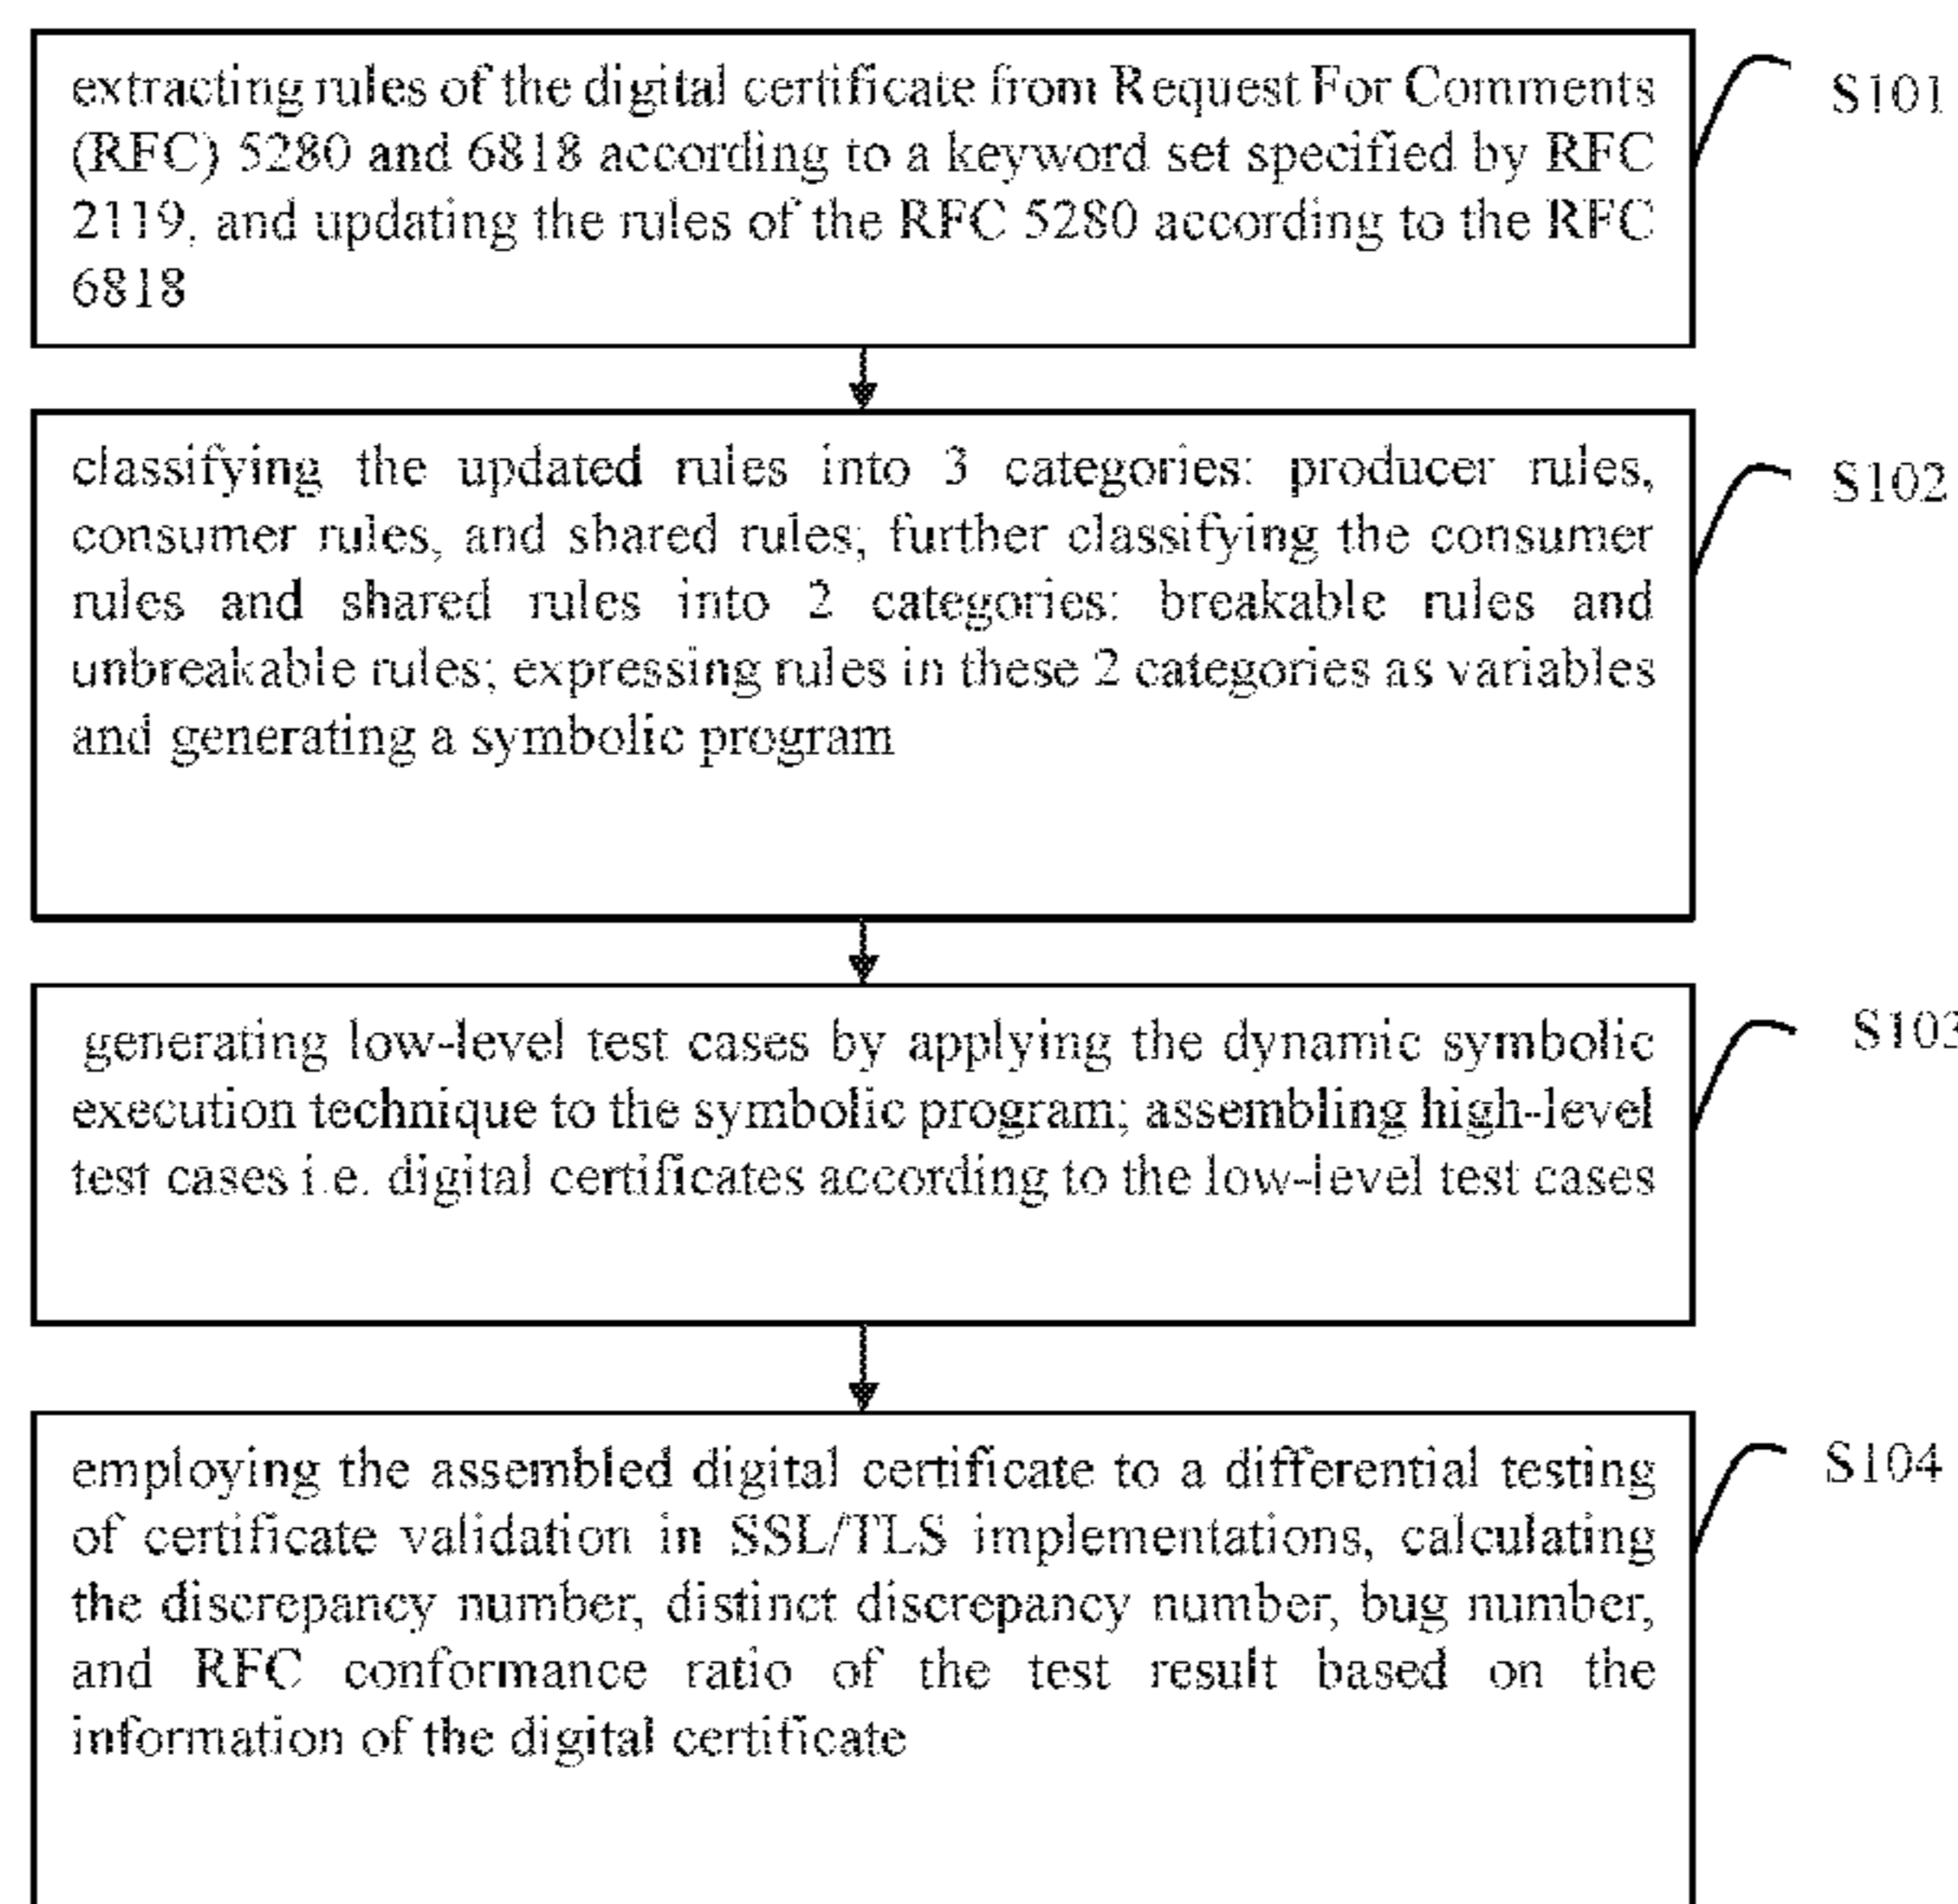 extracting rules of the digital certificate from Request For Comments
(RFC) 5280 and 6818 according to a keyword set specified by RFC
2119, and updating the rules of the RFC 5280 according to the RFC
6818
S101
classifying the updated rules into 3 categories: producer rules,
consumer rules, and shared rules; further classifying the consumer
rules and shared rules into 2 categories: breakable rules and
unbreakable rules; expressing rules in these 2 categories as variables
and generating a symbolic program
S102
generating low-level test cases by applying the dynamic symbolic
execution technique to the symbolic program; assembling high-level
test cases i.e. digital certificates according to the low-level test cases
S103
employing the assembled digital certificate to a differential testing
of certificate validation in SSL/TLS implementations, calculating
the discrepancy number, distinct discrepancy number, bug number,
and RFC conformance ratio of the test result based on the
information of the digital certificate
S104